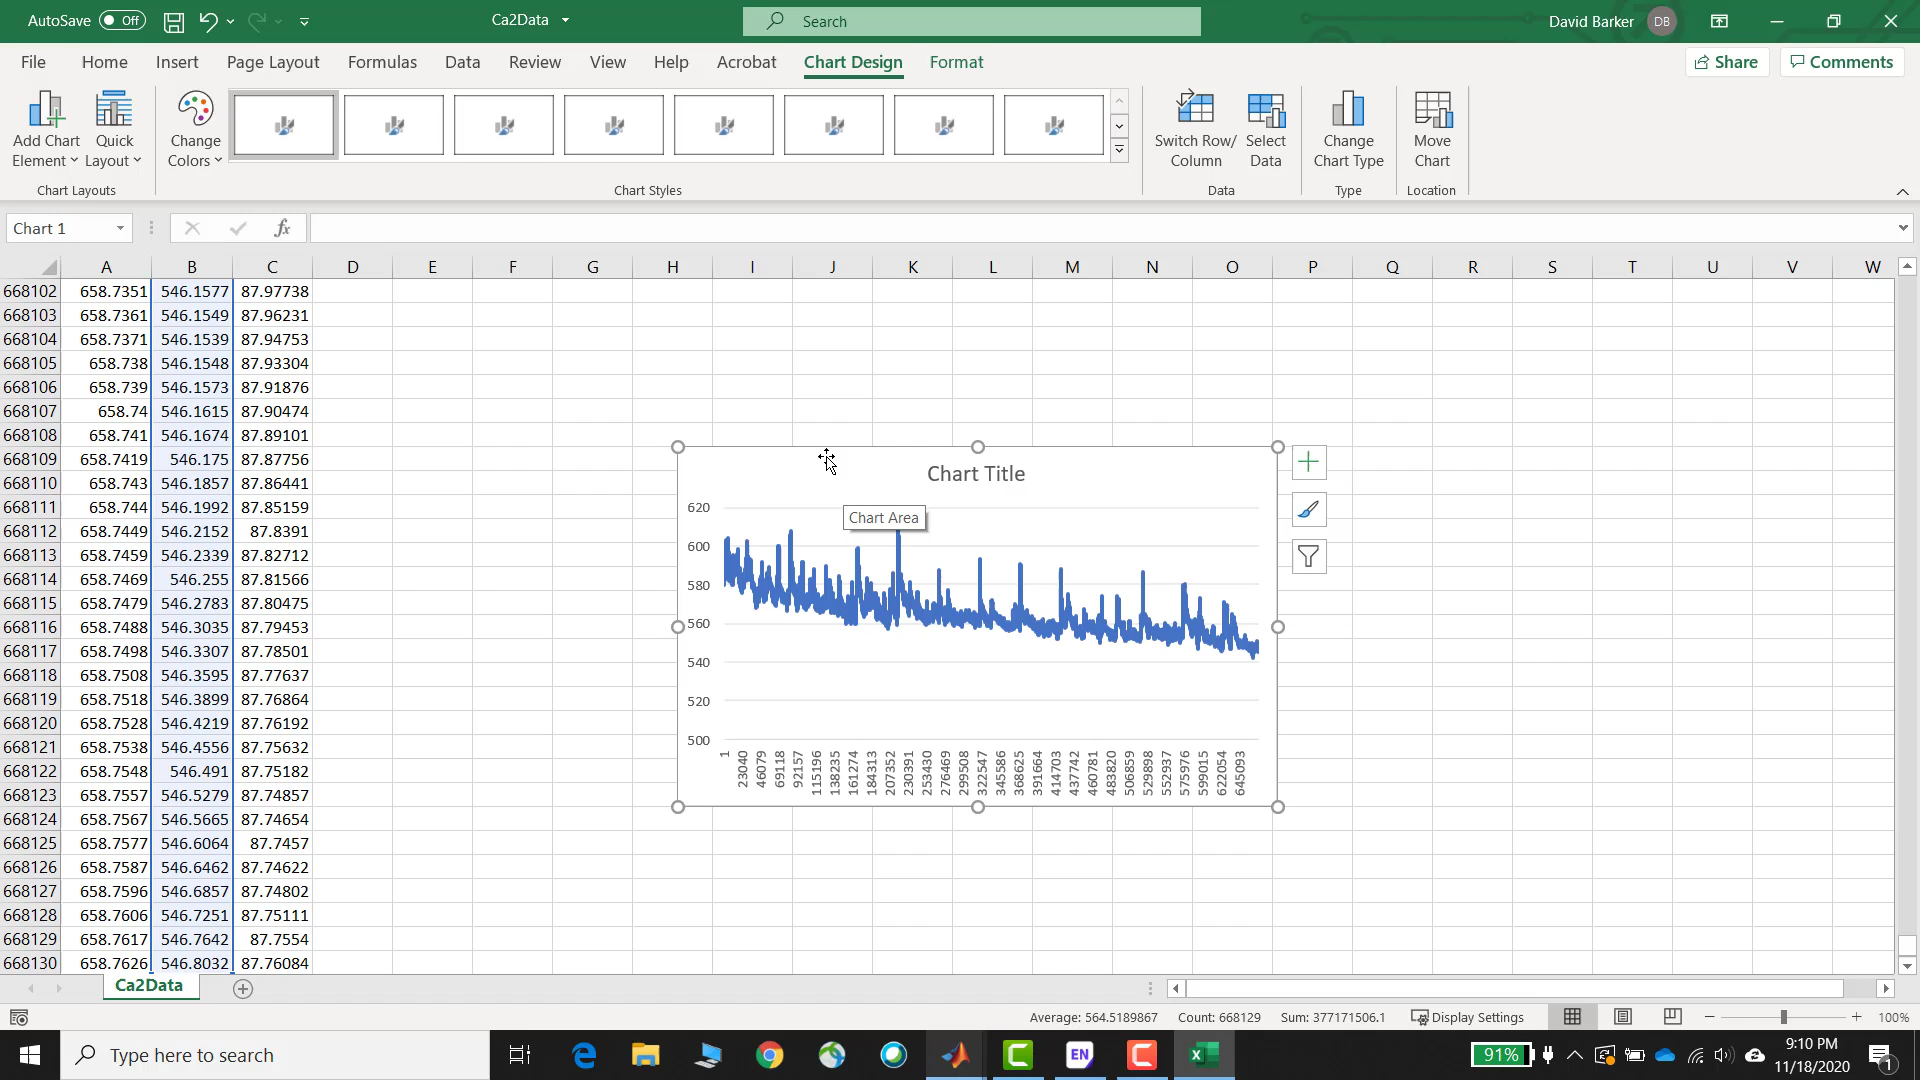 AutoSave Off
Ca2Data
Search
David Barker DB
File Home Insert Page Layout Formulas Data Review View Help Acrobat Chart Design Format
Share Comments
Add Chart Element
Quick Layout
Change Colors
Switch Row/ Column
Select Data
Change Chart Type
Move Chart
Chart Layouts
Chart Styles
Data
Type
Location
Chart 1
fx
A B C D E F G H I J K L M N O P Q R S T U V W
668102 658.7351 546.1577 87.97738
668103 658.7361 546.1549 87.96231
668104 658.7371 546.1539 87.94753
668105 658.738 546.1548 87.93304
668106 658.739 546.1573 87.91876
668107 658.74 546.1615 87.90474
668108 658.741 546.1674 87.89101
668109 658.7419 546.175 87.87756
668110 658.743 546.1857 87.86441
668111 658.744 546.1992 87.85159
668112 658.7449 546.2152 87.8391
668113 658.7459 546.2339 87.82712
668114 658.7469 546.255 87.81566
668115 658.7479 546.2783 87.80475
668116 658.7488 546.3035 87.79453
668117 658.7498 546.3307 87.78501
668118 658.7508 546.3595 87.77637
668119 658.7518 546.3899 87.76864
668120 658.7528 546.4219 87.76192
668121 658.7538 546.4556 87.75632
668122 658.7548 546.491 87.75182
668123 658.7557 546.5279 87.74857
668124 658.7567 546.5665 87.74654
668125 658.7577 546.6064 87.7457
668126 658.7587 546.6462 87.74622
668127 658.7596 546.6857 87.74802
668128 658.7606 546.7251 87.75111
668129 658.7617 546.7642 87.7554
668130 658.7626 546.8032 87.76084
Chart Title
Chart Area
620
600
580
560
540
520
500
1
23040
46079
69118
92157
115196
138235
161274
184313
207352
230391
253430
276469
299508
322547
345586
368625
391664
414703
437742
460781
483820
506859
529898
552937
575976
599015
622054
645093
Ca2Data
Average: 564.5189867 Count: 668129 Sum: 377171506.1 Display Settings 100%
Type here to search
EN
91%
9:10 PM
11/18/2020
1